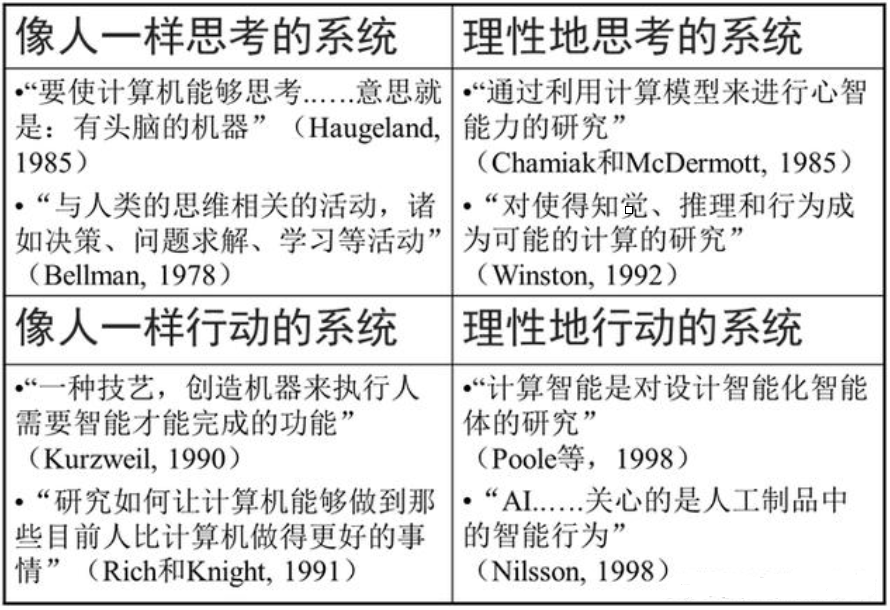 像人一样思考的系统
•“要使计算机能够思考……意思就
是：有头脑的机器”（Haugeland,
1985）
•“与人类的思维相关的活动，诸
如决策、问题求解、学习等活动”
（Bellman, 1978）
理性地思考的系统
•“通过利用计算模型来进行心智
能力的研究”
（Chamiak和McDermott, 1985）
•“对使得知觉、推理和行为成
为可能的计算的研究”
（Winston, 1992）
像人一样行动的系统
•“一种技艺，创造机器来执行人
需要智能才能完成的功能”
（Kurzweil, 1990）
•“研究如何让计算机能够做到那
些目前人比计算机做得更好的事
情”（Rich和Knight, 1991）
理性地行动的系统
•“计算智能是对设计智能化智能
体的研究”
（Poole等，1998）
•“AI……关心的是人工制品中
的智能行为”
（Nilsson, 1998）